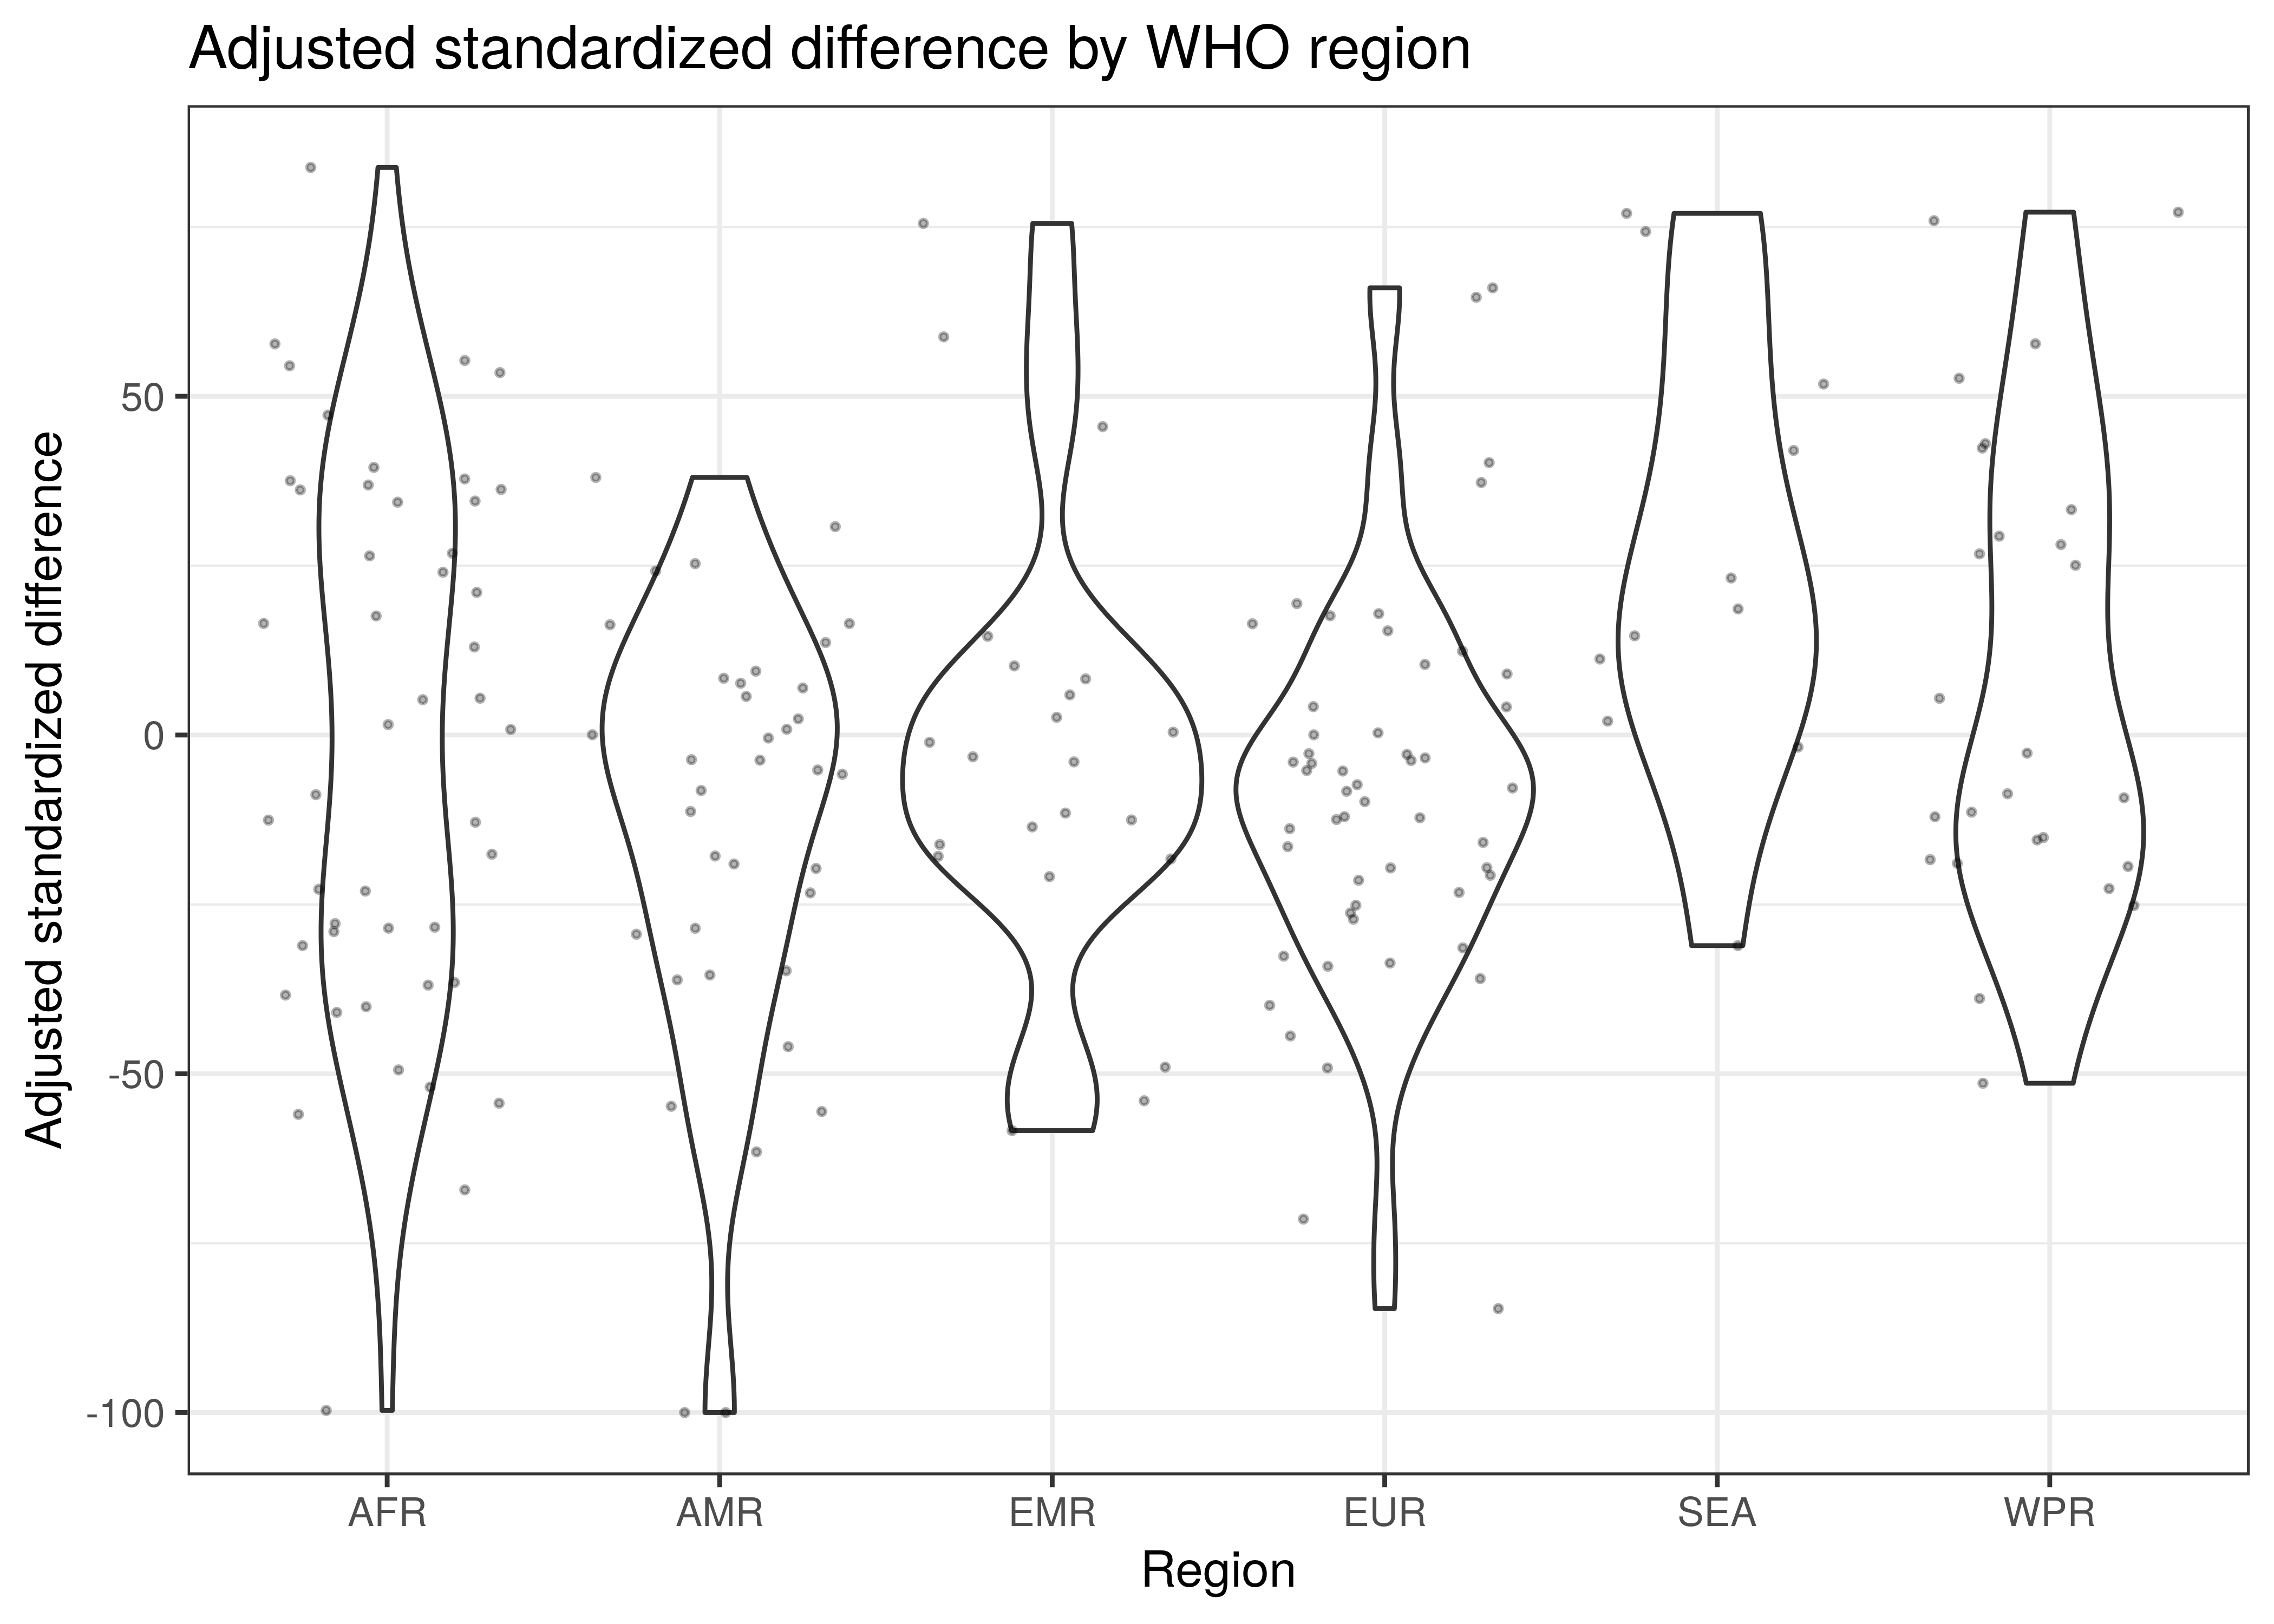 Adjusted standardized difference by WHO region
Adjusted standardized difference
50
0
-50
-100
AFR AMR EMR EUR SEA WPR
Region